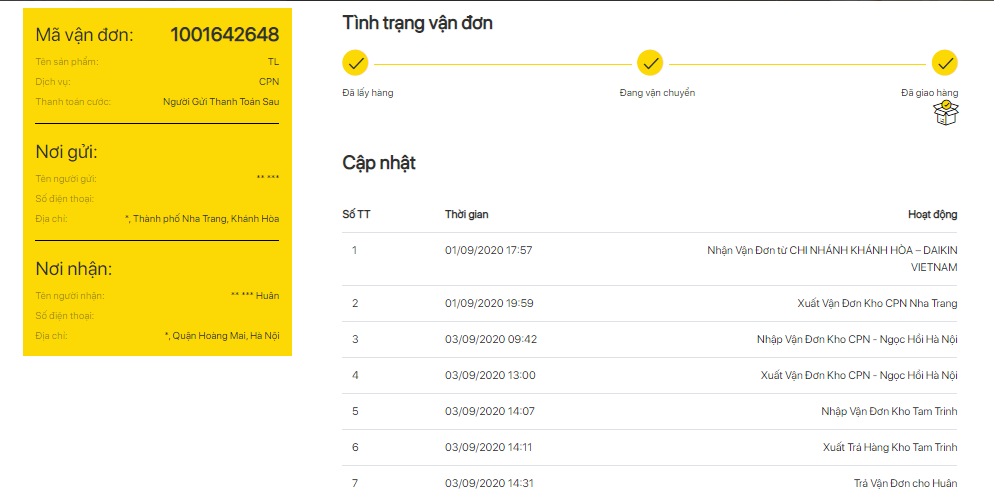 Mã vận đơn: 1001642648
Tên sản phẩm: TL
Dịch vụ: CPN
Thanh toán cước: Người Gửi Thanh Toán Sau
Nơi gửi:
Tên người gửi: ** ***
Số điện thoại:
Địa chỉ: *, Thành phố Nha Trang, Khánh Hòa
Nơi nhận:
Tên người nhận: ** *** Huân
Số điện thoại:
Địa chỉ: *, Quận Hoàng Mai, Hà Nội
Tình trạng vận đơn
Đã lấy hàng Đang vận chuyển Đã giao hàng
Cập nhật
Số TT Thời gian Hoạt động
1 01/09/2020 17:57 Nhận Vận Đơn từ CHI NHÁNH KHÁNH HÒA – DAIKIN
VIETNAM
2 01/09/2020 19:59 Xuất Vận Đơn Kho CPN Nha Trang
3 03/09/2020 09:42 Nhập Vận Đơn Kho CPN - Ngọc Hồi Hà Nội
4 03/09/2020 13:00 Xuất Vận Đơn Kho CPN - Ngọc Hồi Hà Nội
5 03/09/2020 14:07 Nhập Vận Đơn Kho Tam Trinh
6 03/09/2020 14:11 Xuất Trả Hàng Kho Tam Trinh
7 03/09/2020 14:31 Trả Vận Đơn cho Huân